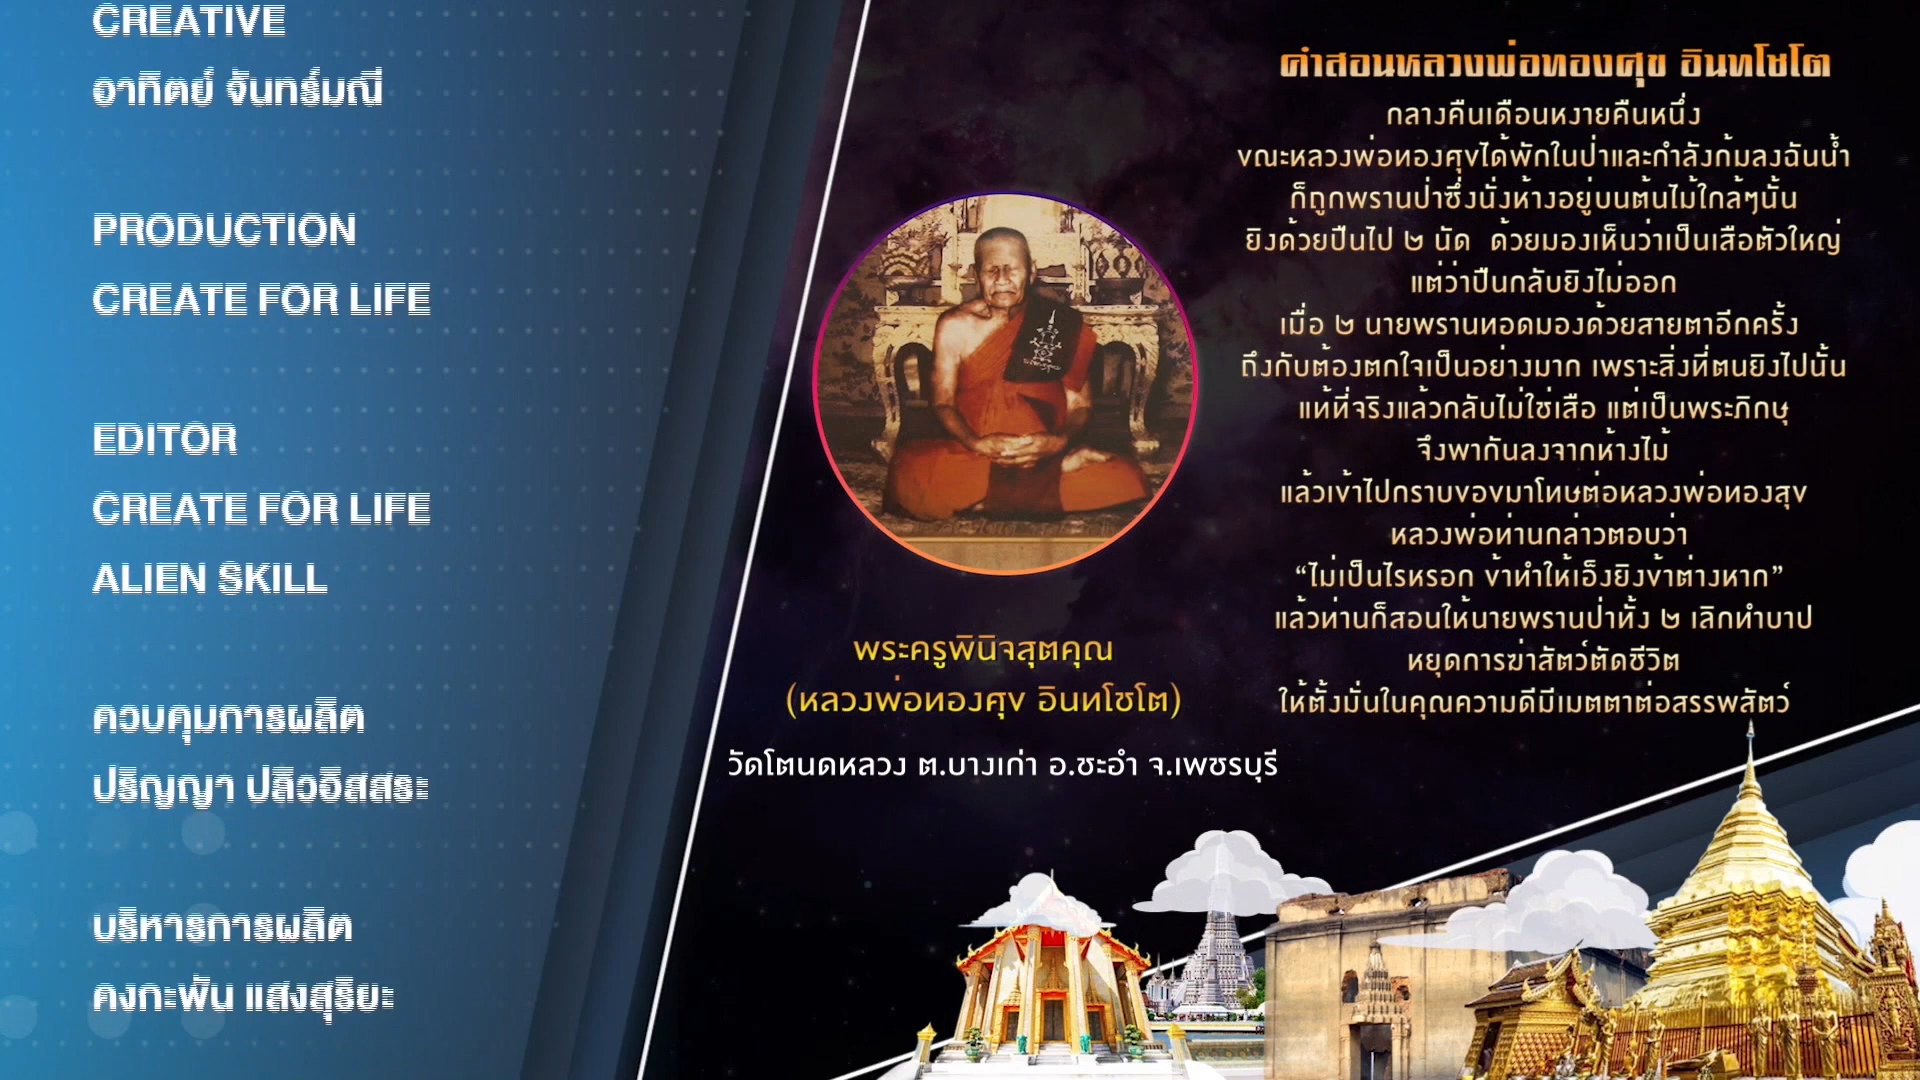 CREATIVE
อาทิตย์ จันทร์มณี
PRODUCTION
CREATE FOR LIFE
EDITOR
CREATE FOR LIFE
ALIEN SKILL
ควบคุมการผลิต
ปริญญา ปลิวอิสสระ
บริหารการผลิต
คงกะพัน แสงสุริยะ
พระครูพินิจสุตคุณ
(หลวงพ่อทองศุข อินทโชโต)
วัดโตนดหลวง ต.บางเก่า อ.ชะอำ จ.เพชรบุรี
คำสอนหลวงพ่อทองศุข อินทโชโต
กลางคืนเดือนหงายคืนหนึ่ง
ขณะหลวงพ่อทองศุขได้พักในป่าและกำลังก้มลงฉันน้ำ
ก็ถูกพรานป่าซึ่งนั่งห้างอยู่บนต้นไม้ใกล้ๆนั้น
ยิงด้วยปืนไป ๒ นัด ด้วยมองเห็นว่าเป็นเสือตัวใหญ่
แต่ว่าปืนกลับยิงไม่ออก
เมื่อ ๒ นายพรานทอดมองด้วยสายตาอีกครั้ง
ถึงกับต้องตกใจเป็นอย่างมาก เพราะสิ่งที่ตนยิงไปนั้น
แท้ที่จริงแล้วกลับไม่ใช่เสือ แต่เป็นพระภิกษุ
จึงพากันลงจากห้างไม้
แล้วเข้าไปกราบขอขมาโทษต่อหลวงพ่อทองสุข
หลวงพ่อท่านกล่าวตอบว่า
“ไม่เป็นไรหรอก ข้าทำให้เอ็งยิงข้าต่างหาก”
แล้วท่านก็สอนให้นายพรานป่าทั้ง ๒ เลิกทำบาป
หยุดการฆ่าสัตว์ตัดชีวิต
ให้ตั้งมั่นในคุณความดีมีเมตตาต่อสรรพสัตว์